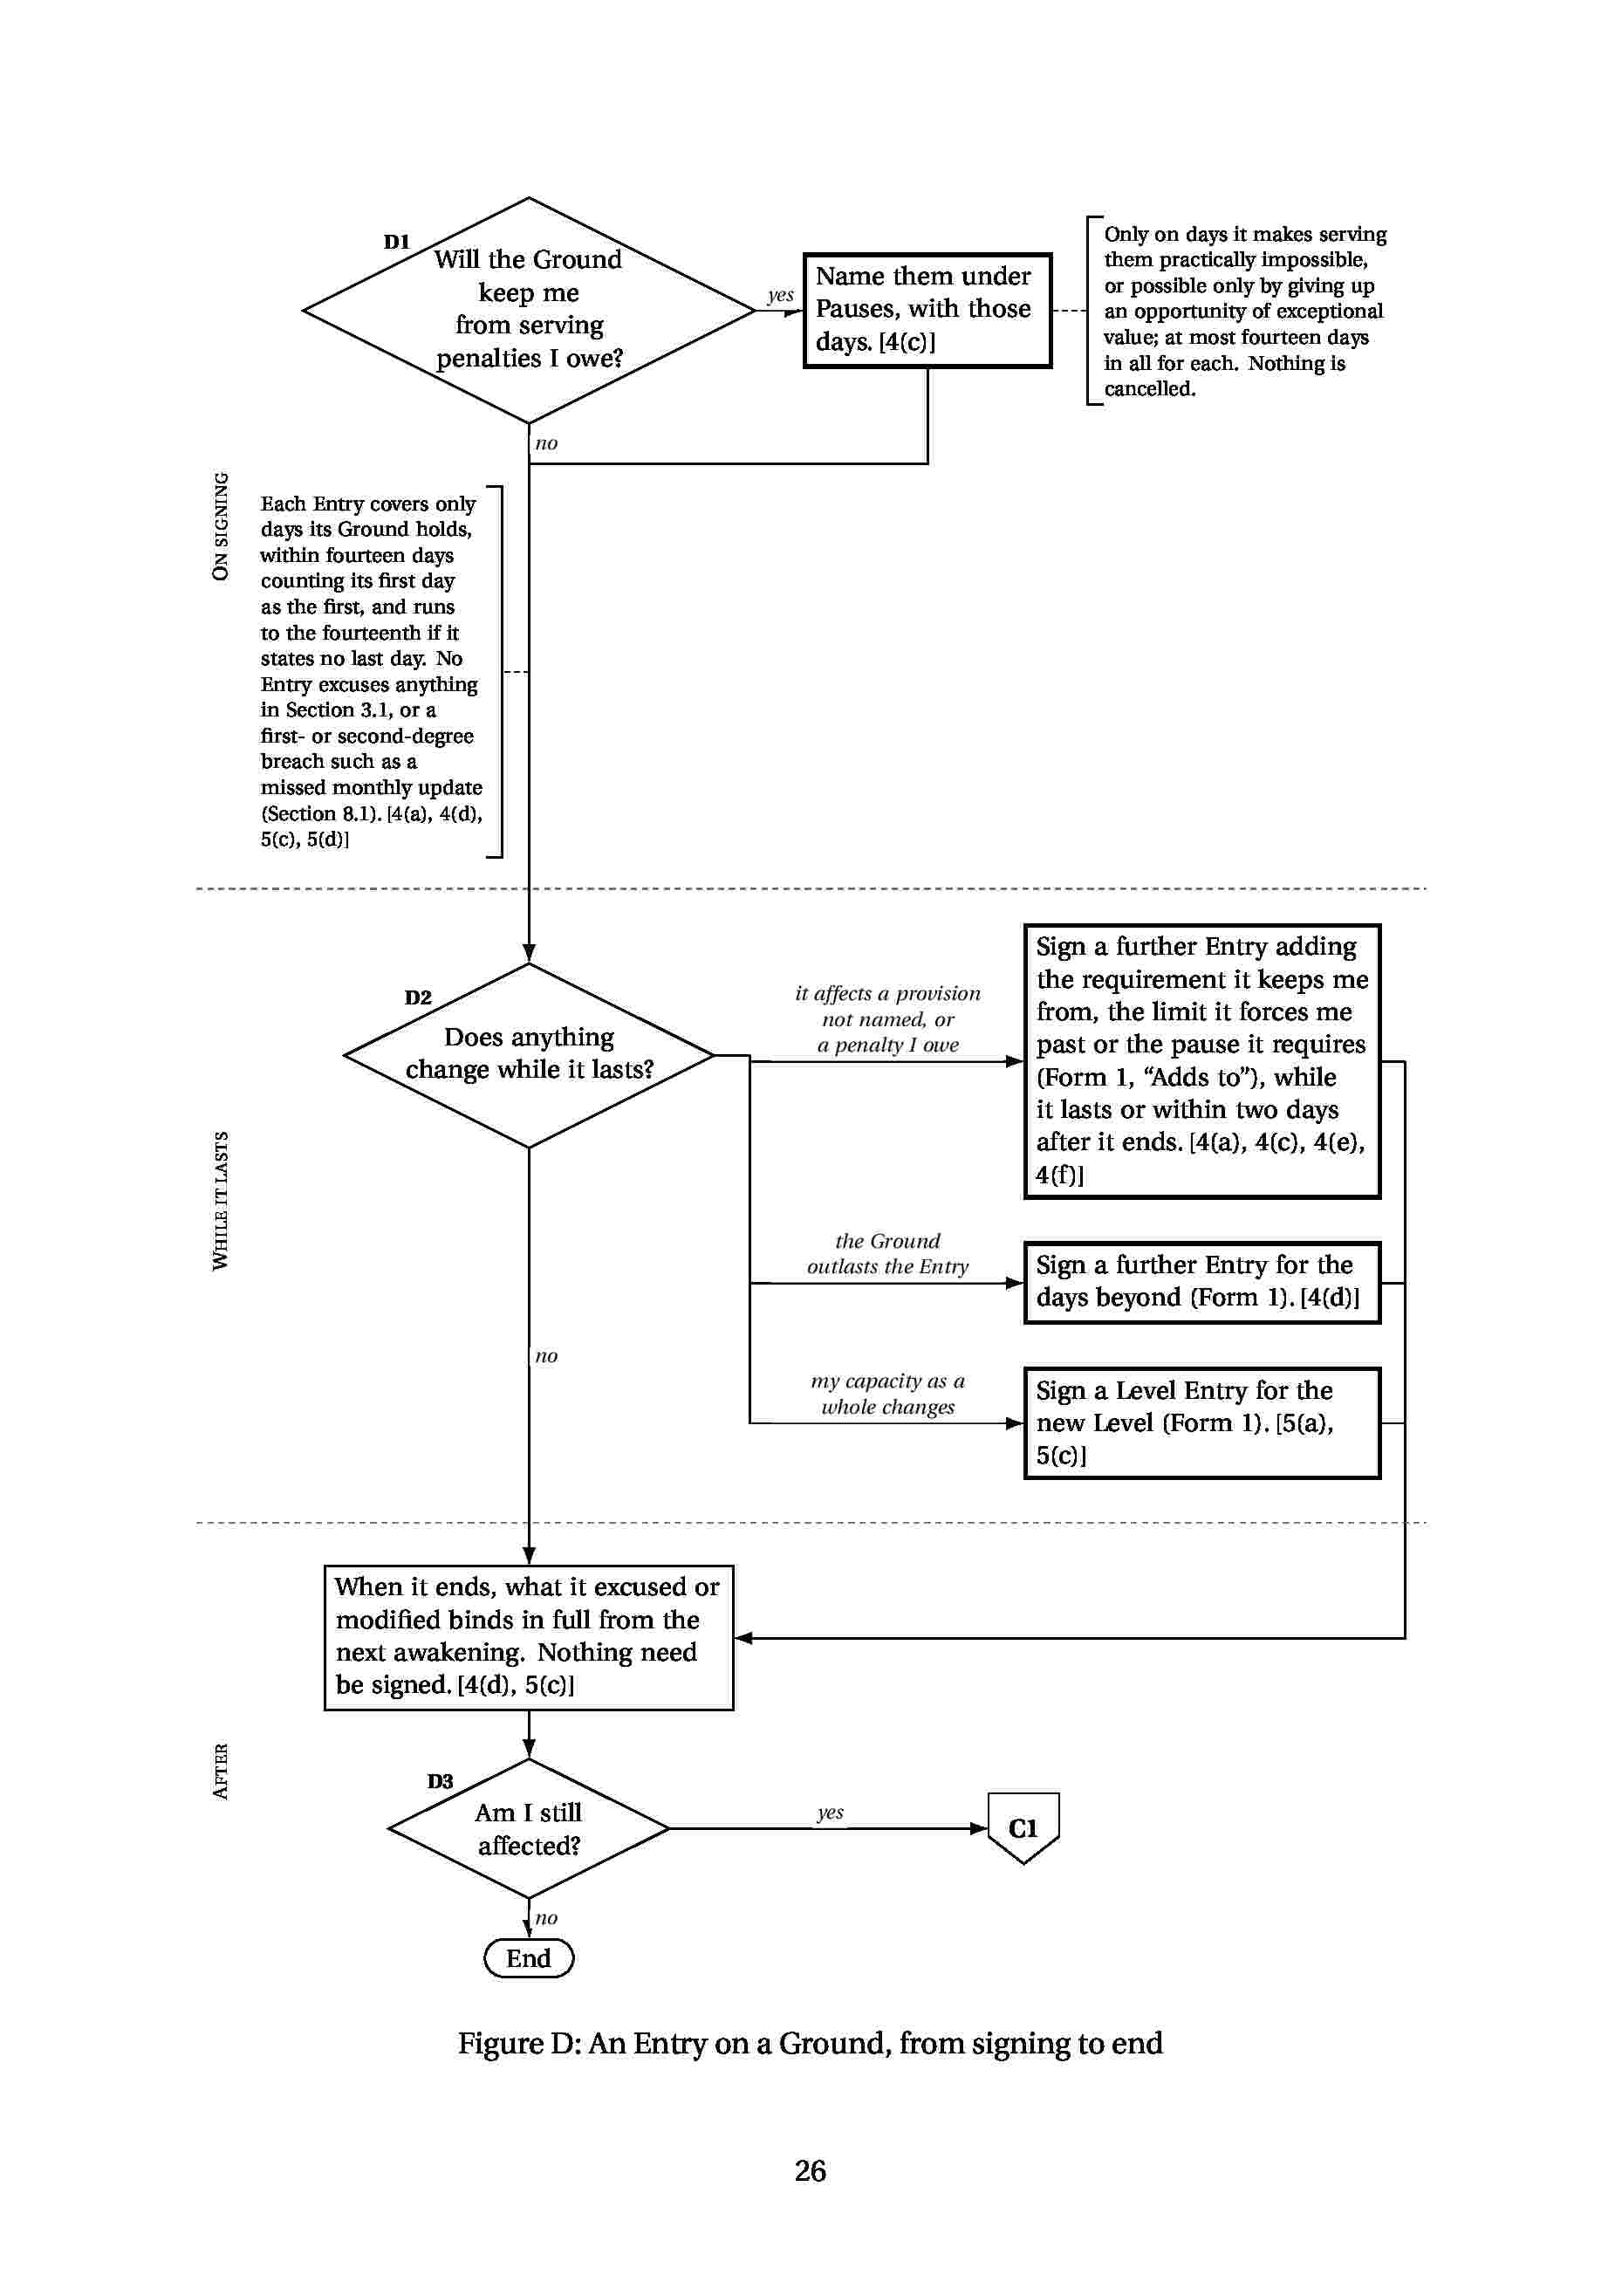 D1
Will the Ground
keep me
from serving
penalties I owe?
yes
Name them under
Pauses, with those
days. [4(c)]
Only on days it makes serving
them practically impossible,
or possible only by giving up
an opportunity of exceptional
value; at most fourteen days
in all for each. Nothing is
cancelled.
no
ON SIGNING
Each Entry covers only
days its Ground holds,
within fourteen days
counting its first day
as the first, and runs
to the fourteenth if it
states no last day. No
Entry excuses anything
in Section 3.1, or a
first- or second-degree
breach such as a
missed monthly update
(Section 8.1). [4(a), 4(d),
5(c), 5(d)]
D2
Does anything
change while it lasts?
it affects a provision
not named, or
a penalty I owe
Sign a further Entry adding
the requirement it keeps me
from, the limit it forces me
past or the pause it requires
(Form 1, “Adds to”), while
it lasts or within two days
after it ends. [4(a), 4(c), 4(e),
4(f)]
WHILE IT LASTS
the Ground
outlasts the Entry
Sign a further Entry for the
days beyond (Form 1). [4(d)]
no
my capacity as a
whole changes
Sign a Level Entry for the
new Level (Form 1). [5(a),
5(c)]
When it ends, what it excused or
modified binds in full from the
next awakening. Nothing need
be signed. [4(d), 5(c)]
AFTER
D3
Am I still
affected?
yes
C1
no
End
Figure D: An Entry on a Ground, from signing to end
26